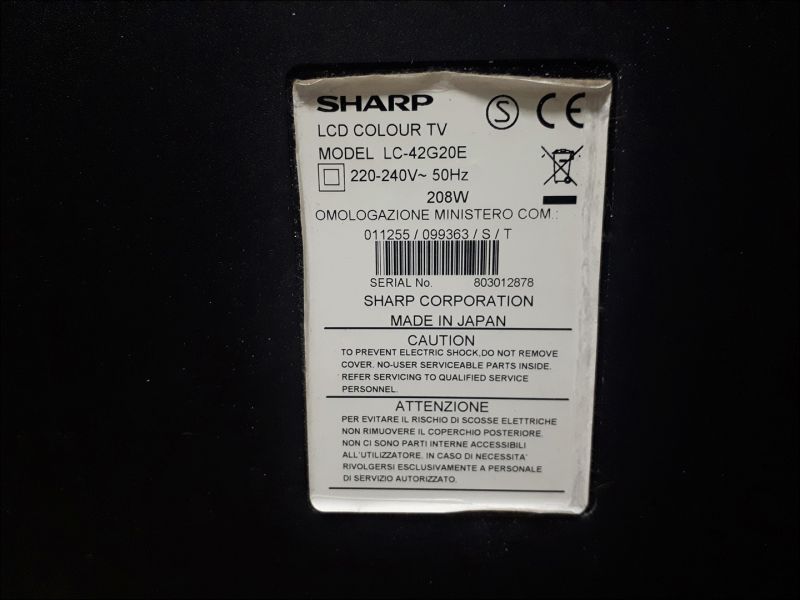 SHARP
LCD COLOUR TV
MODEL LC-42G20E
220-240V~ 50Hz
208W
OMOLOGAZIONE MINISTERO COM.:
011255 / 099363 / S / T
SERIAL No. 803012878
SHARP CORPORATION
MADE IN JAPAN
CAUTION
TO PREVENT ELECTRIC SHOCK,DO NOT REMOVE
COVER. NO-USER SERVICEABLE PARTS INSIDE.
REFER SERVICING TO QUALIFIED SERVICE
PERSONNEL.
ATTENZIONE
PER EVITARE IL RISCHIO DI SCOSSE ELETTRICHE
NON RIMUOVERE IL COPERCHIO POSTERIORE.
NON CI SONO PARTI INTERNE ACCESSIBILI
ALL'UTILIZZATORE. IN CASO DI NECESSITA'
RIVOLGERSI ESCLUSIVAMENTE A PERSONALE
DI SERVIZIO AUTORIZZATO.
S
CE